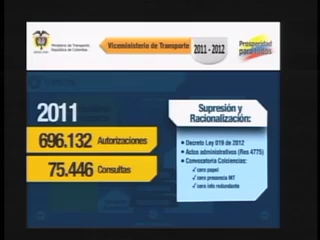 Ministerio de Transporte
República de Colombia
Viceministerio de Transporte
2011 - 2012
Prosperidad
para todos
2011
696.132 Autorizaciones
75.446 Consultas
Supresión y
Racionalización:
• Decreto Ley 019 de 2012
• Actos administrativos (Res 4775)
• Convocatoria Colciencias:
✓ cero papel
✓ cero presencia MT
✓ cero info redundante